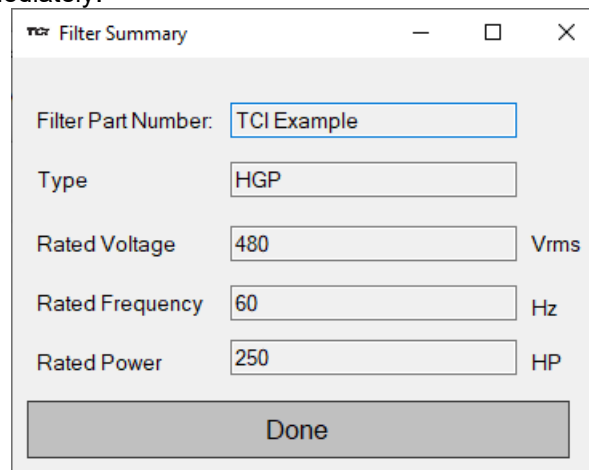 TCI Filter Summary
Filter Part Number: TCI Example
Type HGP
Rated Voltage 480 Vrms
Rated Frequency 60 Hz
Rated Power 250 HP
Done